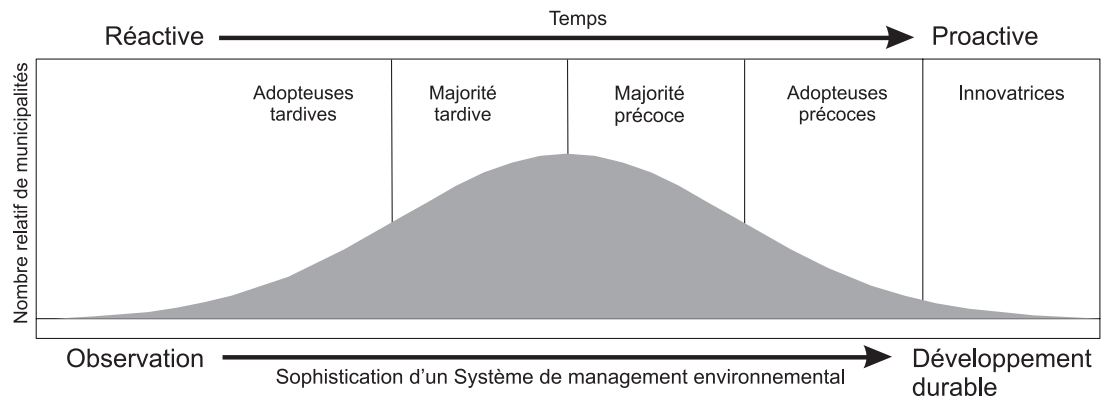 Temps
Réactive
Proactive
Nombre relatif de municipalités
Adopteuses
tardives
Majorité
tardive
Majorité
précoce
Adopteuses
précoces
Innovatrices
Observation
Sophistication d'un Système de management environnemental
Développement
durable